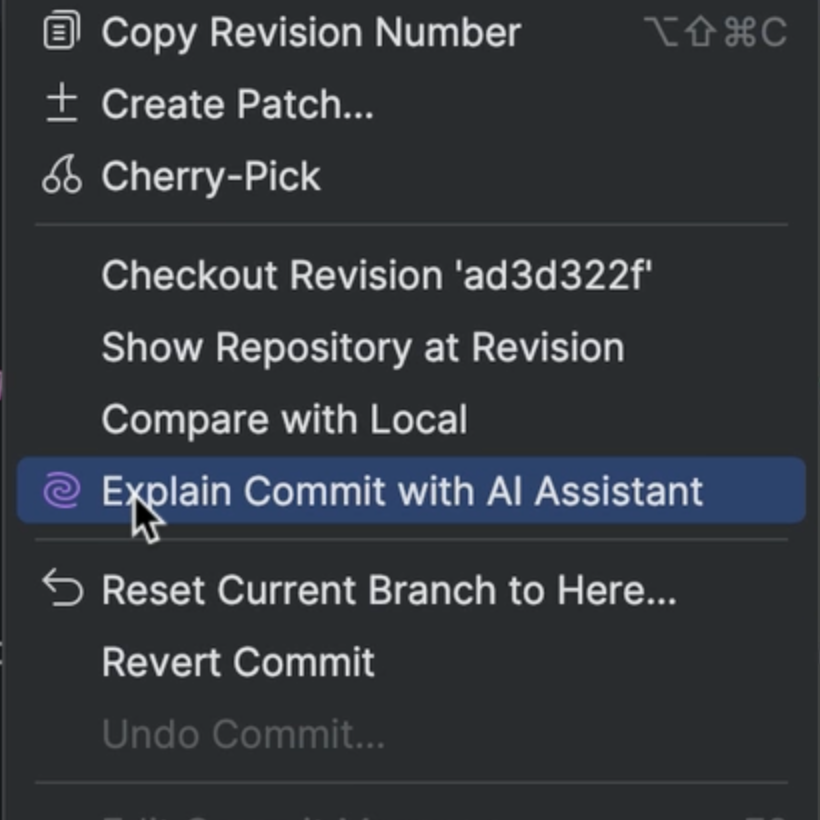 Copy Revision Number ⌥⇧⌘C
Create Patch...
Cherry-Pick
Checkout Revision 'ad3d322f'
Show Repository at Revision
Compare with Local
Explain Commit with AI Assistant
Reset Current Branch to Here...
Revert Commit
Undo Commit...